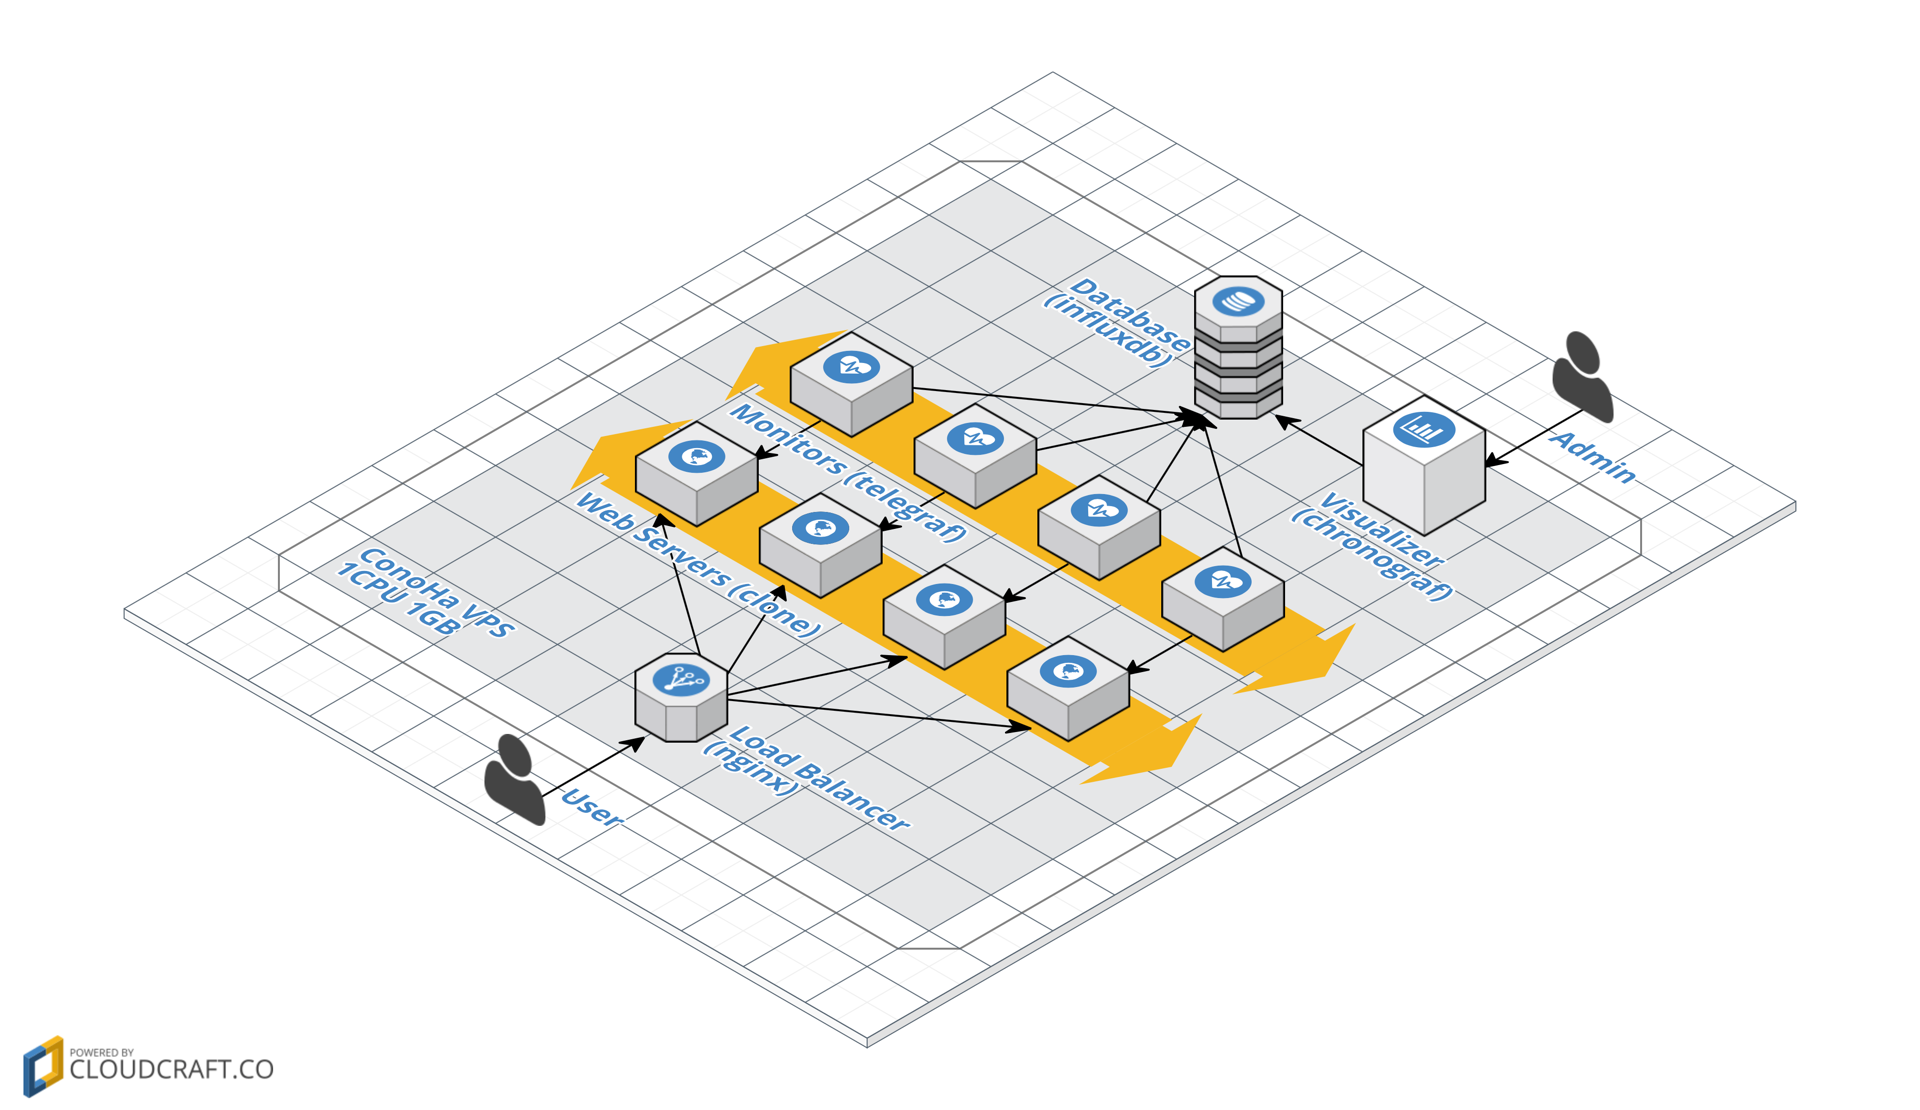 Database
(influxdb)
Admin
Monitors (telegraf)
Visualizer
(chronograf)
Web Servers (clone)
ConoHa VPS
1CPU 1GB
Load Balancer
(nginx)
User
POWERED BY
CLOUDCRAFT.CO